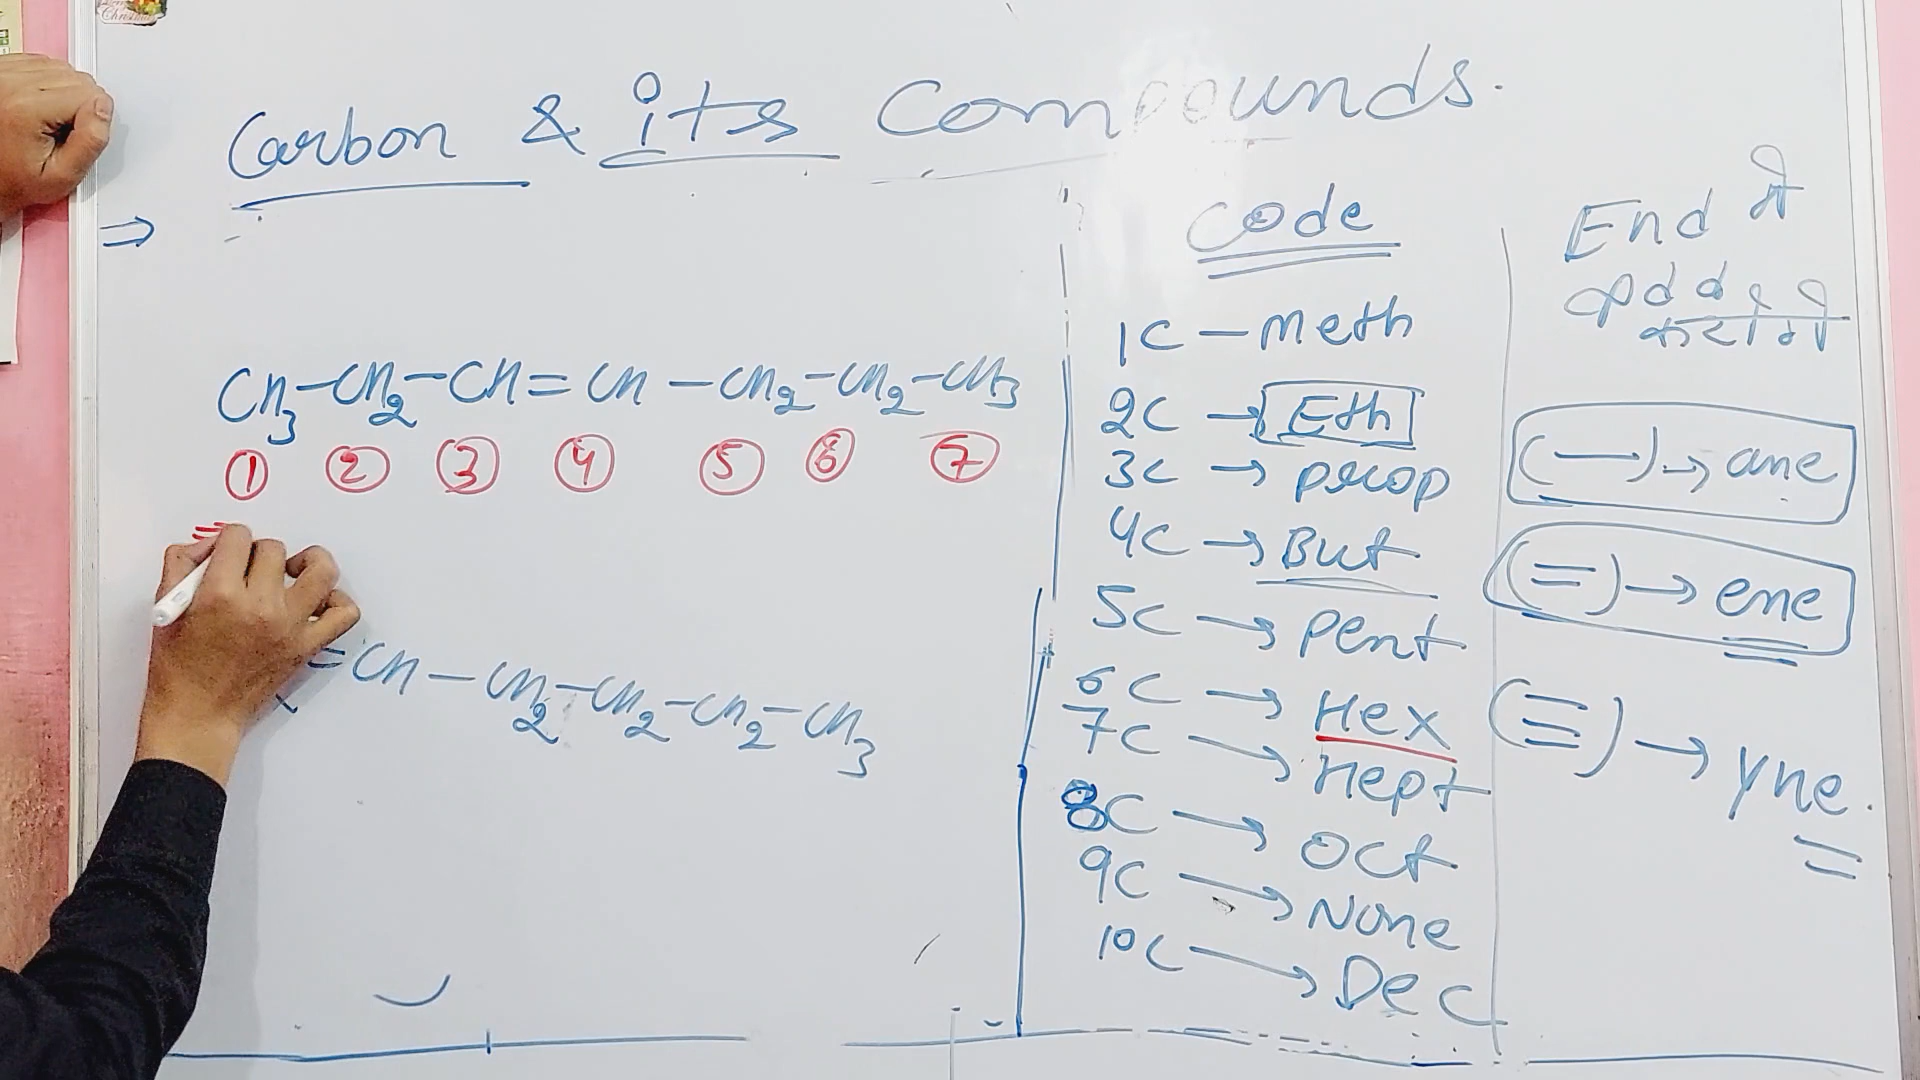 Carbon & its Compounds.
⇒
CH3-CH2-CH=CH-CH2-CH2-CH3
1 2 3 4 5 6 7
=CH-CH2-CH2-CH2-CH3
Code
1C - Meth
2C → Eth
3C → Prop
4C → But
5C → Pent
6C → Hex
7C → Hept
8C → Oct
9C → None
10C → Dec
End में
(—) → ane
(=) → ene
(≡) → yne.